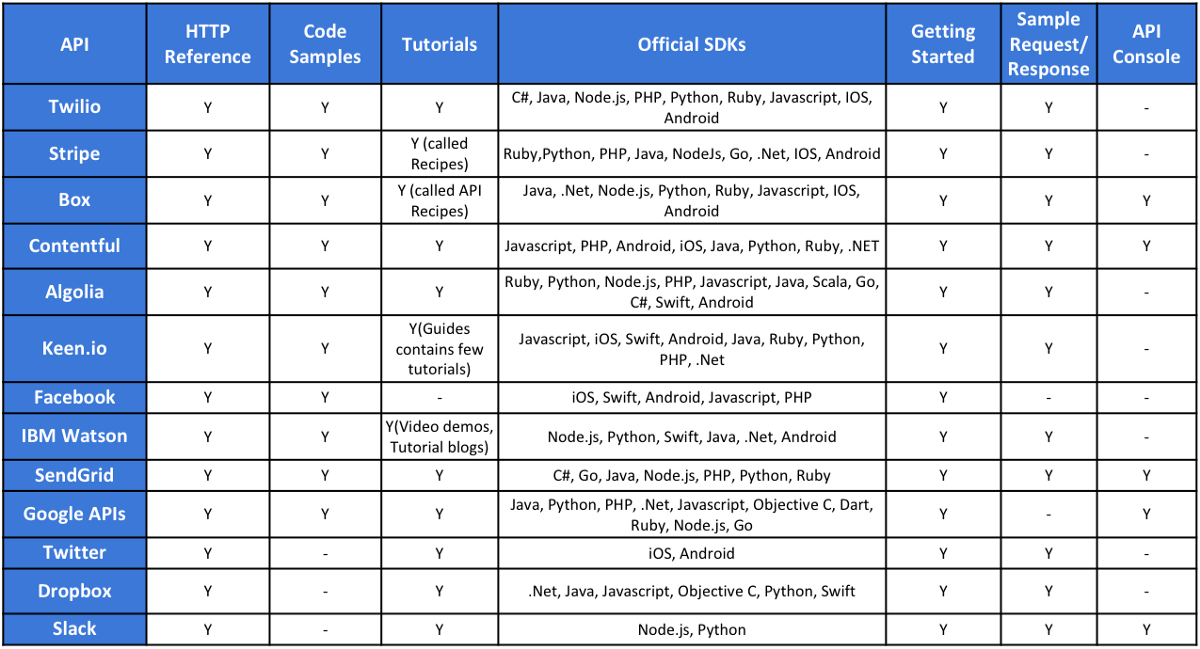 API
HTTP
Reference
Code
Samples
Tutorials
Official SDKs
Getting
Started
Sample
Request/
Response
API
Console
Twilio
Y
Y
Y
C#, Java, Node.js, PHP, Python, Ruby, Javascript, IOS,
Android
Y
Y
-
Stripe
Y
Y
Y (called
Recipes)
Ruby,Python, PHP, Java, NodeJs, Go, .Net, IOS, Android
Y
Y
-
Box
Y
Y
Y (called API
Recipes)
Java, .Net, Node.js, Python, Ruby, Javascript, IOS,
Android
Y
Y
Y
Contentful
Y
Y
Y
Javascript, PHP, Android, iOS, Java, Python, Ruby, .NET
Y
Y
Y
Algolia
Y
Y
Y
Ruby, Python, Node.js, PHP, Javascript, Java, Scala, Go,
C#, Swift, Android
Y
Y
-
Keen.io
Y
Y
Y(Guides
contains few
tutorials)
Javascript, iOS, Swift, Android, Java, Ruby, Python,
PHP, .Net
Y
Y
-
Facebook
Y
Y
-
iOS, Swift, Android, Javascript, PHP
Y
-
-
IBM Watson
Y
Y
Y(Video demos,
Tutorial blogs)
Node.js, Python, Swift, Java, .Net, Android
Y
Y
-
SendGrid
Y
Y
Y
C#, Go, Java, Node.js, PHP, Python, Ruby
Y
Y
Y
Google APIs
Y
Y
Y
Java, Python, PHP, .Net, Javascript, Objective C, Dart,
Ruby, Node.js, Go
Y
-
Y
Twitter
Y
-
Y
iOS, Android
Y
Y
-
Dropbox
Y
-
Y
.Net, Java, Javascript, Objective C, Python, Swift
Y
Y
-
Slack
Y
-
Y
Node.js, Python
Y
Y
Y